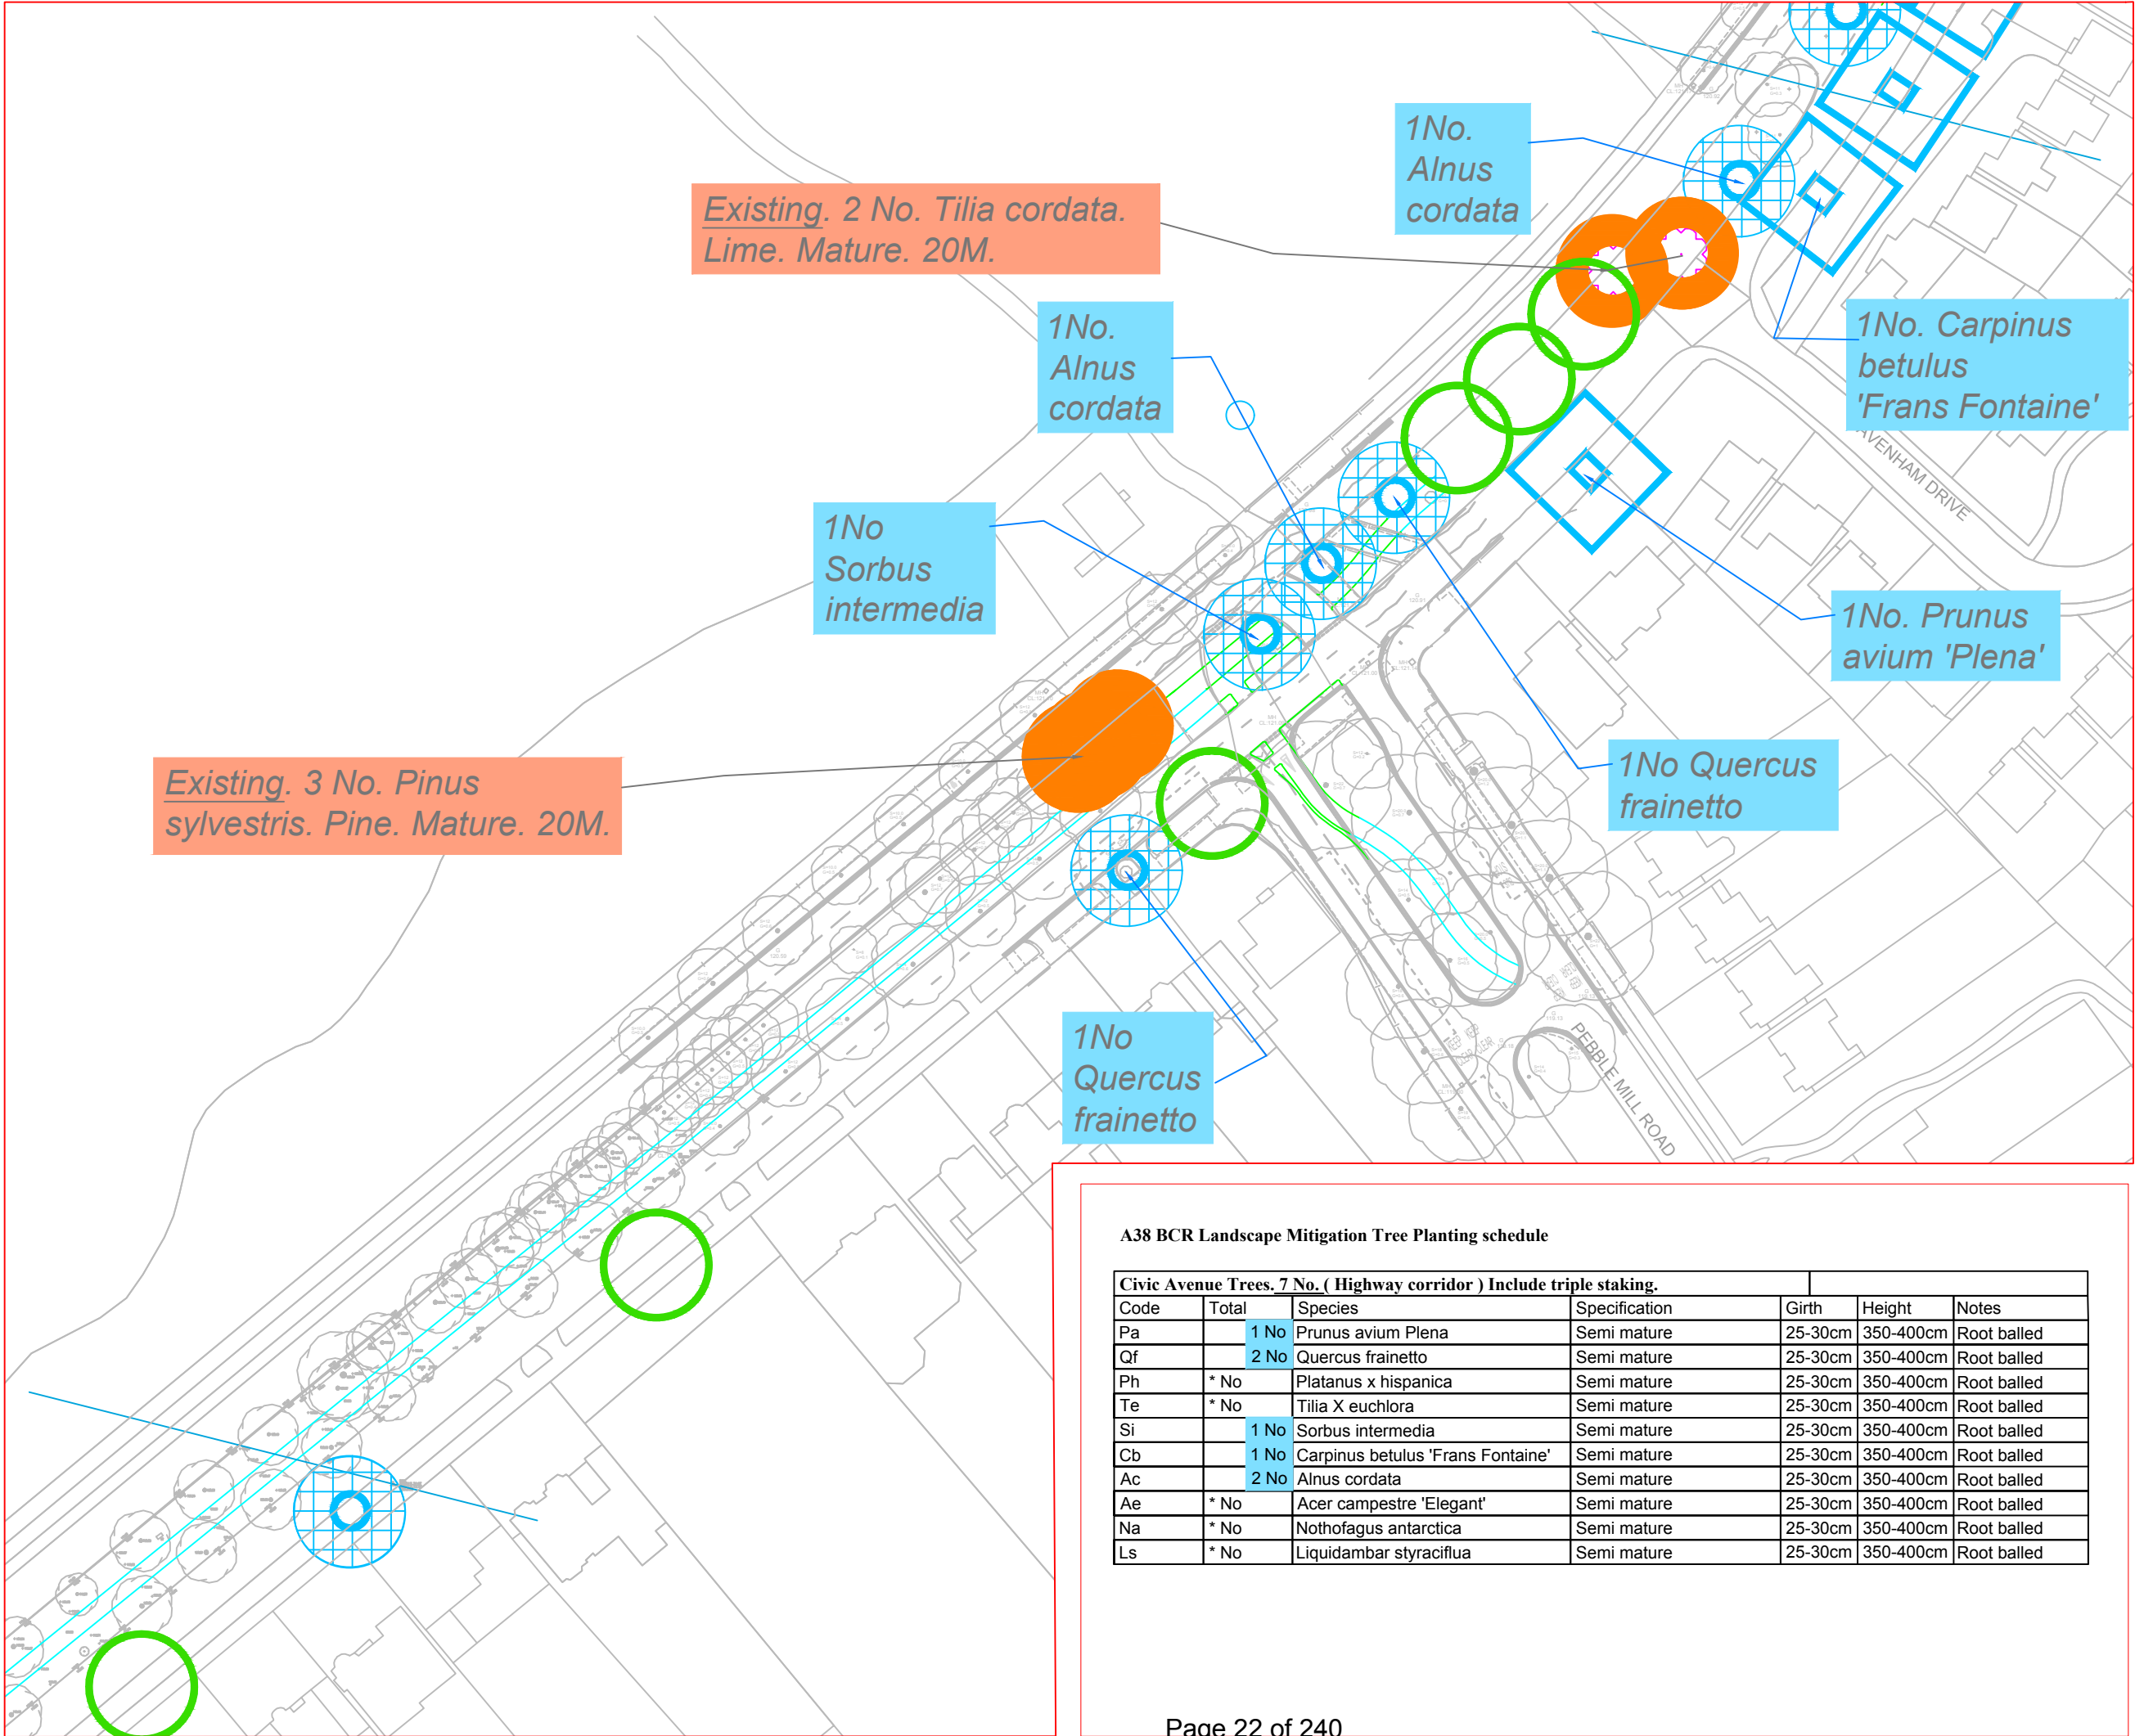 1No.
Alnus
cordata
Existing. 2 No. Tilia cordata.
Lime. Mature. 20M.
1No.
Alnus
cordata
1No. Carpinus
betulus
'Frans Fontaine'
AVENHAM DRIVE
1No
Sorbus
intermedia
1No. Prunus
avium 'Plena'
Existing. 3 No. Pinus
sylvestris. Pine. Mature. 20M.
1No Quercus
frainetto
1No
Quercus
frainetto
PEBBLE MILL ROAD
A38 BCR Landscape Mitigation Tree Planting schedule
Civic Avenue Trees. 7 No. ( Highway corridor ) Include triple staking.
Code Total Species Specification Girth Height Notes
Pa 1 No Prunus avium Plena Semi mature 25-30cm 350-400cm Root balled
Qf 2 No Quercus frainetto Semi mature 25-30cm 350-400cm Root balled
Ph * No Platanus x hispanica Semi mature 25-30cm 350-400cm Root balled
Te * No Tilia X euchlora Semi mature 25-30cm 350-400cm Root balled
Si 1 No Sorbus intermedia Semi mature 25-30cm 350-400cm Root balled
Cb 1 No Carpinus betulus 'Frans Fontaine' Semi mature 25-30cm 350-400cm Root balled
Ac 2 No Alnus cordata Semi mature 25-30cm 350-400cm Root balled
Ae * No Acer campestre 'Elegant' Semi mature 25-30cm 350-400cm Root balled
Na * No Nothofagus antarctica Semi mature 25-30cm 350-400cm Root balled
Ls * No Liquidambar styraciflua Semi mature 25-30cm 350-400cm Root balled
Page 22 of 240